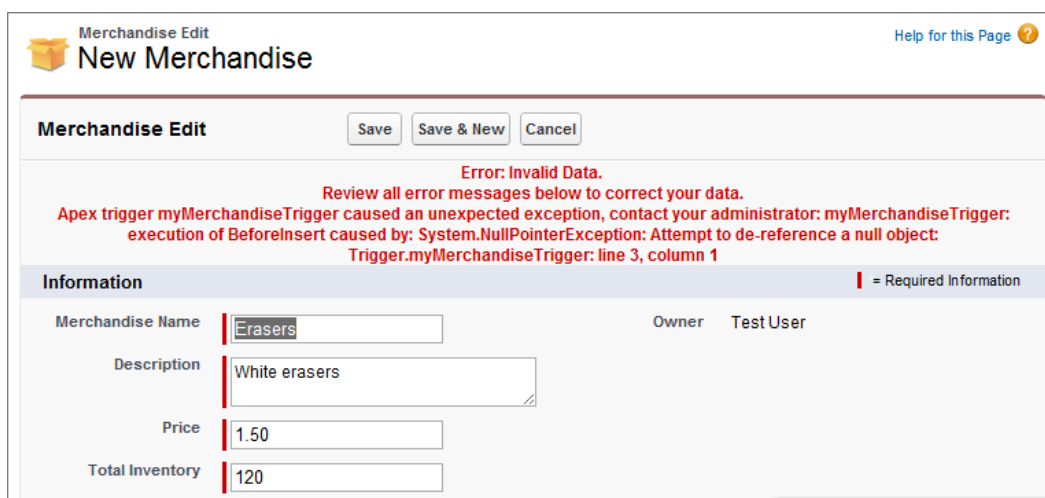 Merchandise Edit
New Merchandise
Help for this Page ?
Merchandise Edit
Save
Save & New
Cancel
Error: Invalid Data.
Review all error messages below to correct your data.
Apex trigger myMerchandiseTrigger caused an unexpected exception, contact your administrator: myMerchandiseTrigger:
execution of BeforeInsert caused by: System.NullPointerException: Attempt to de-reference a null object:
Trigger.myMerchandiseTrigger: line 3, column 1
Information
= Required Information
Merchandise Name
Erasers
Owner
Test User
Description
White erasers
Price
1.50
Total Inventory
120